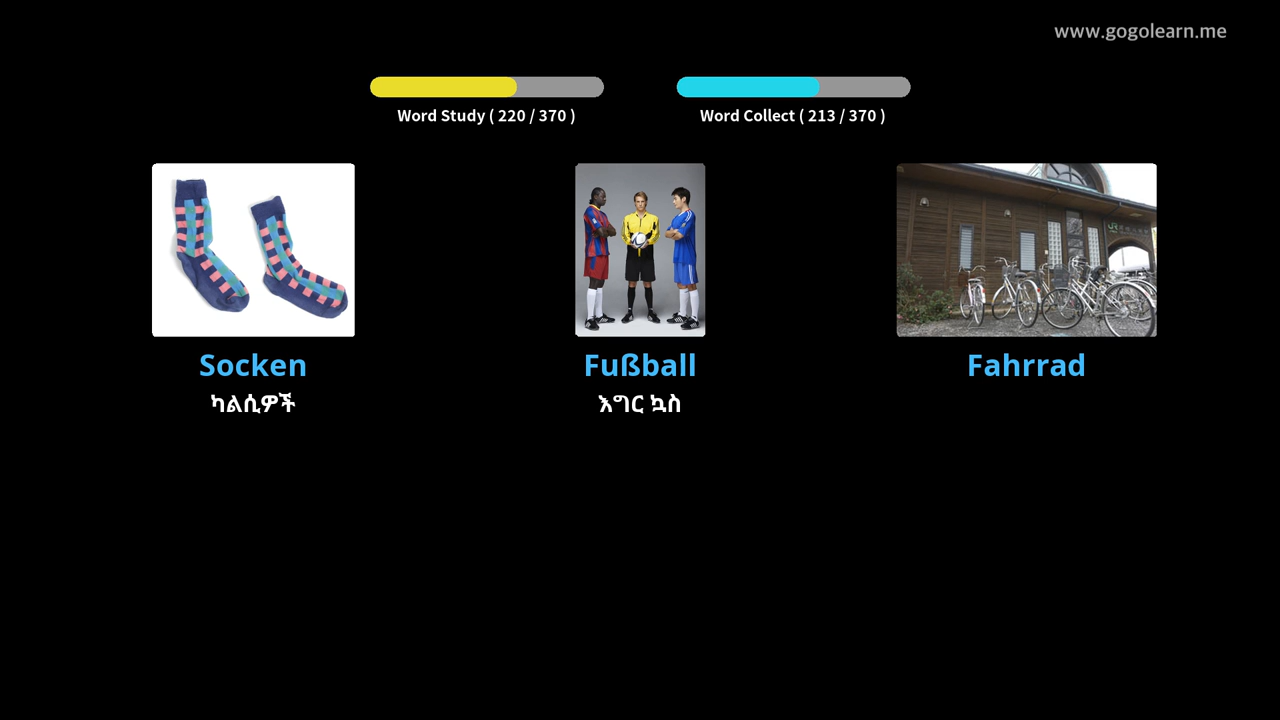 www.gogolearn.me
Word Study ( 220 / 370 )
Word Collect ( 213 / 370 )
Socken
ካልሲዎች
Fußball
እግር ኳስ
Fahrrad